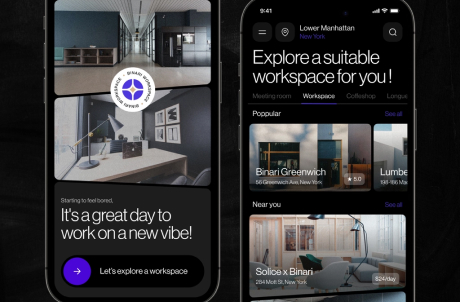 BINARI WORKSPACE
BINARI WORKSPACE
Starting to feel bored,
It's a great day to
work on a new vibe!
Let's explore a workspace
9:41
Lower Manhattan
New York
Explore a suitable
workspace for you !
Meeting room Workspace Coffeshop
Poppular See all
Binari Greenwich
56 Greenwich Ave, New York
★ 5.0
Lumbe
Near you See all
Solice x Binari
284 Mott St, New York
$24/day